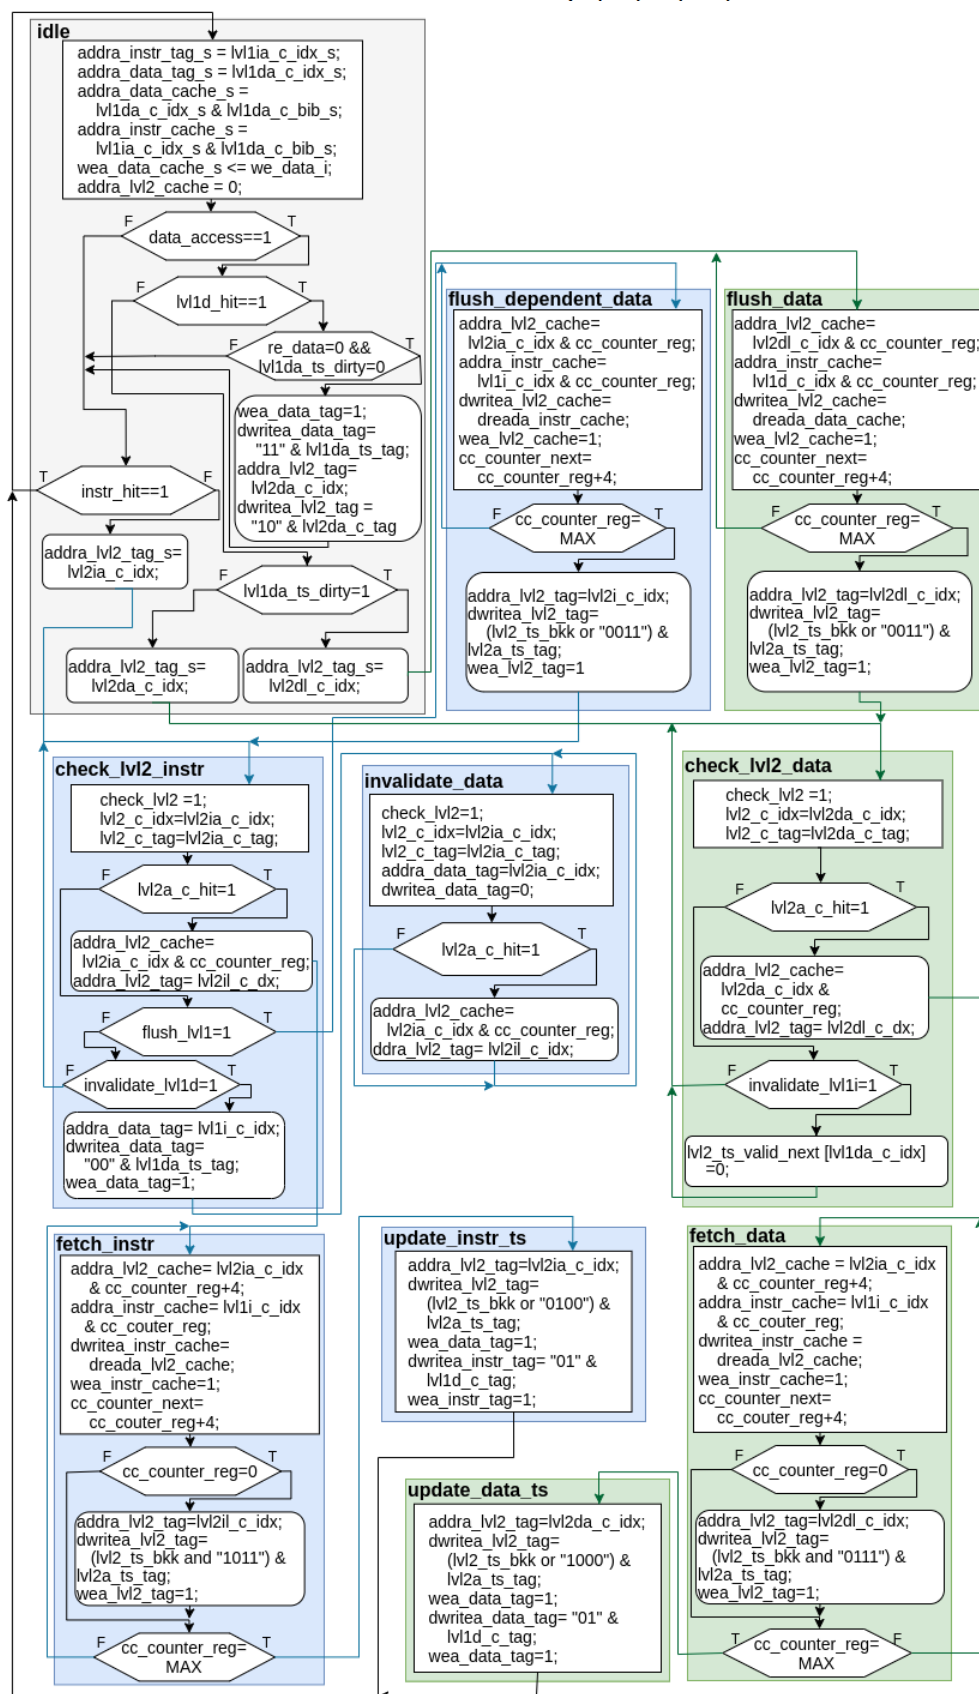 idle
addra_instr_tag_s = lvl1ia_c_idx_s;
addra_data_tag_s = lvl1da_c_idx_s;
addra_data_cache_s =
lvl1da_c_idx_s & lvl1da_c_bib_s;
addra_instr_cache_s =
lvl1ia_c_idx_s & lvl1da_c_bib_s;
wea_data_cache_s <= we_data_i;
addra_lvl2_cache = 0;
F
T
data_access==1
F
T
lvl1d_hit==1
F
T
re_data=0 &&
lvl1da_ts_dirty=0
wea_data_tag=1;
dwritea_data_tag=
"11" & lvl1da_ts_tag;
addra_lvl2_tag=
lvl2da_c_idx;
dwritea_lvl2_tag =
"10" & lvl2da_c_tag
T
F
instr_hit==1
addra_lvl2_tag_s=
lvl2ia_c_idx;
F
T
lvl1da_ts_dirty=1
addra_lvl2_tag_s=
lvl2da_c_idx;
addra_lvl2_tag_s=
lvl2dl_c_idx;
flush_dependent_data
addra_lvl2_cache=
lvl2ia_c_idx & cc_counter_reg;
addra_instr_cache=
lvl1i_c_idx & cc_counter_reg;
dwritea_lvl2_cache=
dreada_instr_cache;
wea_lvl2_cache=1;
cc_counter_next=
cc_counter_reg+4;
F
T
cc_counter_reg=
MAX
addra_lvl2_tag=lvl2i_c_idx;
dwritea_lvl2_tag=
(lvl2_ts_bkk or "0011") &
lvl2a_ts_tag;
wea_lvl2_tag=1
flush_data
addra_lvl2_cache=
lvl2dl_c_idx & cc_counter_reg;
addra_instr_cache=
lvl1d_c_idx & cc_counter_reg;
dwritea_lvl2_cache=
dreada_data_cache;
wea_lvl2_cache=1;
cc_counter_next=
cc_counter_reg+4;
F
T
cc_counter_reg=
MAX
addra_lvl2_tag=lvl2dl_c_idx;
dwritea_lvl2_tag=
(lvl2_ts_bkk or "0011") &
lvl2a_ts_tag;
wea_lvl2_tag=1;
check_lvl2_instr
check_lvl2 =1;
lvl2_c_idx=lvl2ia_c_idx;
lvl2_c_tag=lvl2ia_c_tag;
F
T
lvl2a_c_hit=1
addra_lvl2_cache=
lvl2ia_c_idx & cc_counter_reg;
addra_lvl2_tag= lvl2il_c_dx;
F
T
flush_lvl1=1
F
T
invalidate_lvl1d=1
addra_data_tag= lvl1i_c_idx;
dwritea_data_tag=
"00" & lvl1da_ts_tag;
wea_data_tag=1;
invalidate_data
check_lvl2=1;
lvl2_c_idx=lvl2ia_c_idx;
lvl2_c_tag=lvl2ia_c_tag;
addra_data_tag=lvl2ia_c_idx;
dwritea_data_tag=0;
F
T
lvl2a_c_hit=1
addra_lvl2_cache=
lvl2ia_c_idx & cc_counter_reg;
ddra_lvl2_tag= lvl2il_c_idx;
check_lvl2_data
check_lvl2 =1;
lvl2_c_idx=lvl2da_c_idx;
lvl2_c_tag=lvl2da_c_tag;
F
T
lvl2a_c_hit=1
addra_lvl2_cache=
lvl2da_c_idx &
cc_counter_reg;
addra_lvl2_tag= lvl2dl_c_dx;
F
T
invalidate_lvl1i=1
lvl2_ts_valid_next [lvl1da_c_idx]
=0;
fetch_instr
addra_lvl2_cache= lvl2ia_c_idx
& cc_counter_reg+4;
addra_instr_cache= lvl1i_c_idx
& cc_couter_reg;
dwritea_instr_cache=
dreada_lvl2_cache;
wea_instr_cache=1;
cc_counter_next=
cc_couter_reg+4;
F
T
cc_counter_reg=0
addra_lvl2_tag=lvl2il_c_idx;
dwritea_lvl2_tag=
(lvl2_ts_bkk and "1011") &
lvl2a_ts_tag;
wea_lvl2_tag=1;
F
T
cc_counter_reg=
MAX
update_instr_ts
addra_lvl2_tag=lvl2ia_c_idx;
dwritea_lvl2_tag=
(lvl2_ts_bkk or "0100") &
lvl2a_ts_tag;
wea_data_tag=1;
dwritea_instr_tag= "01" &
lvl1d_c_tag;
wea_instr_tag=1;
update_data_ts
addra_lvl2_tag=lvl2da_c_idx;
dwritea_lvl2_tag=
(lvl2_ts_bkk or "1000") &
lvl2a_ts_tag;
wea_data_tag=1;
dwritea_data_tag= "01" &
lvl1d_c_tag;
wea_data_tag=1;
fetch_data
addra_lvl2_cache = lvl2ia_c_idx
& cc_counter_reg+4;
addra_instr_cache= lvl1i_c_idx
& cc_couter_reg;
dwritea_instr_cache =
dreada_lvl2_cache;
wea_instr_cache=1;
cc_counter_next=
cc_couter_reg+4;
F
T
cc_counter_reg=0
addra_lvl2_tag=lvl2dl_c_idx;
dwritea_lvl2_tag=
(lvl2_ts_bkk and "0111") &
lvl2a_ts_tag;
wea_lvl2_tag=1;
T
F
cc_counter_reg=
MAX